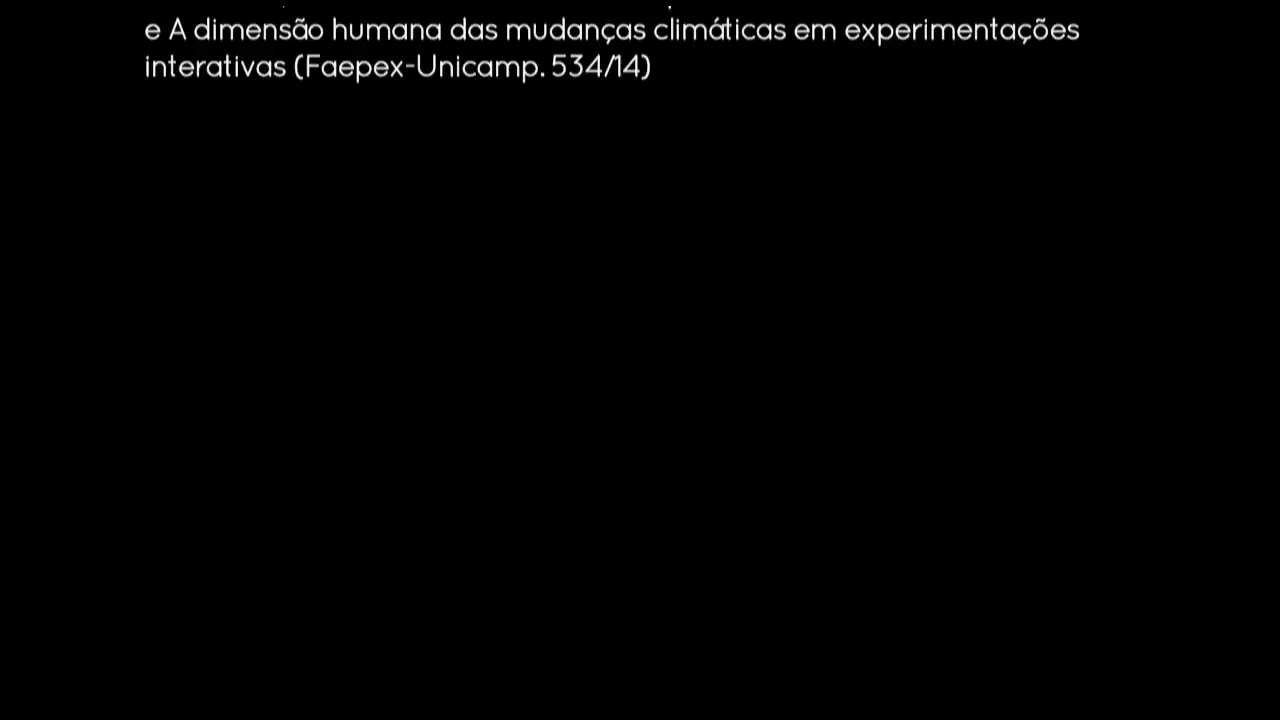 e A dimensão humana das mudanças climáticas em experimentações
interativas (Faepex-Unicamp. 534/14)